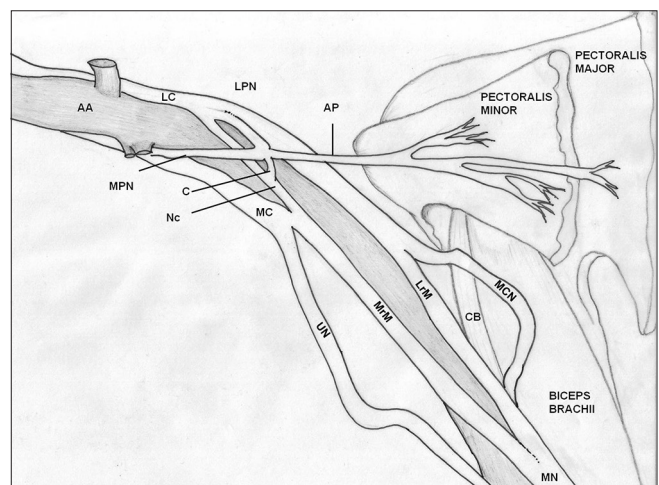 PECTORALIS
MAJOR
LPN
AA
LC
AP
PECTORALIS
MINOR
MPN
C
Nc
MC
UN
MrM
LrM
CB
MCN
BICEPS
BRACHII
MN